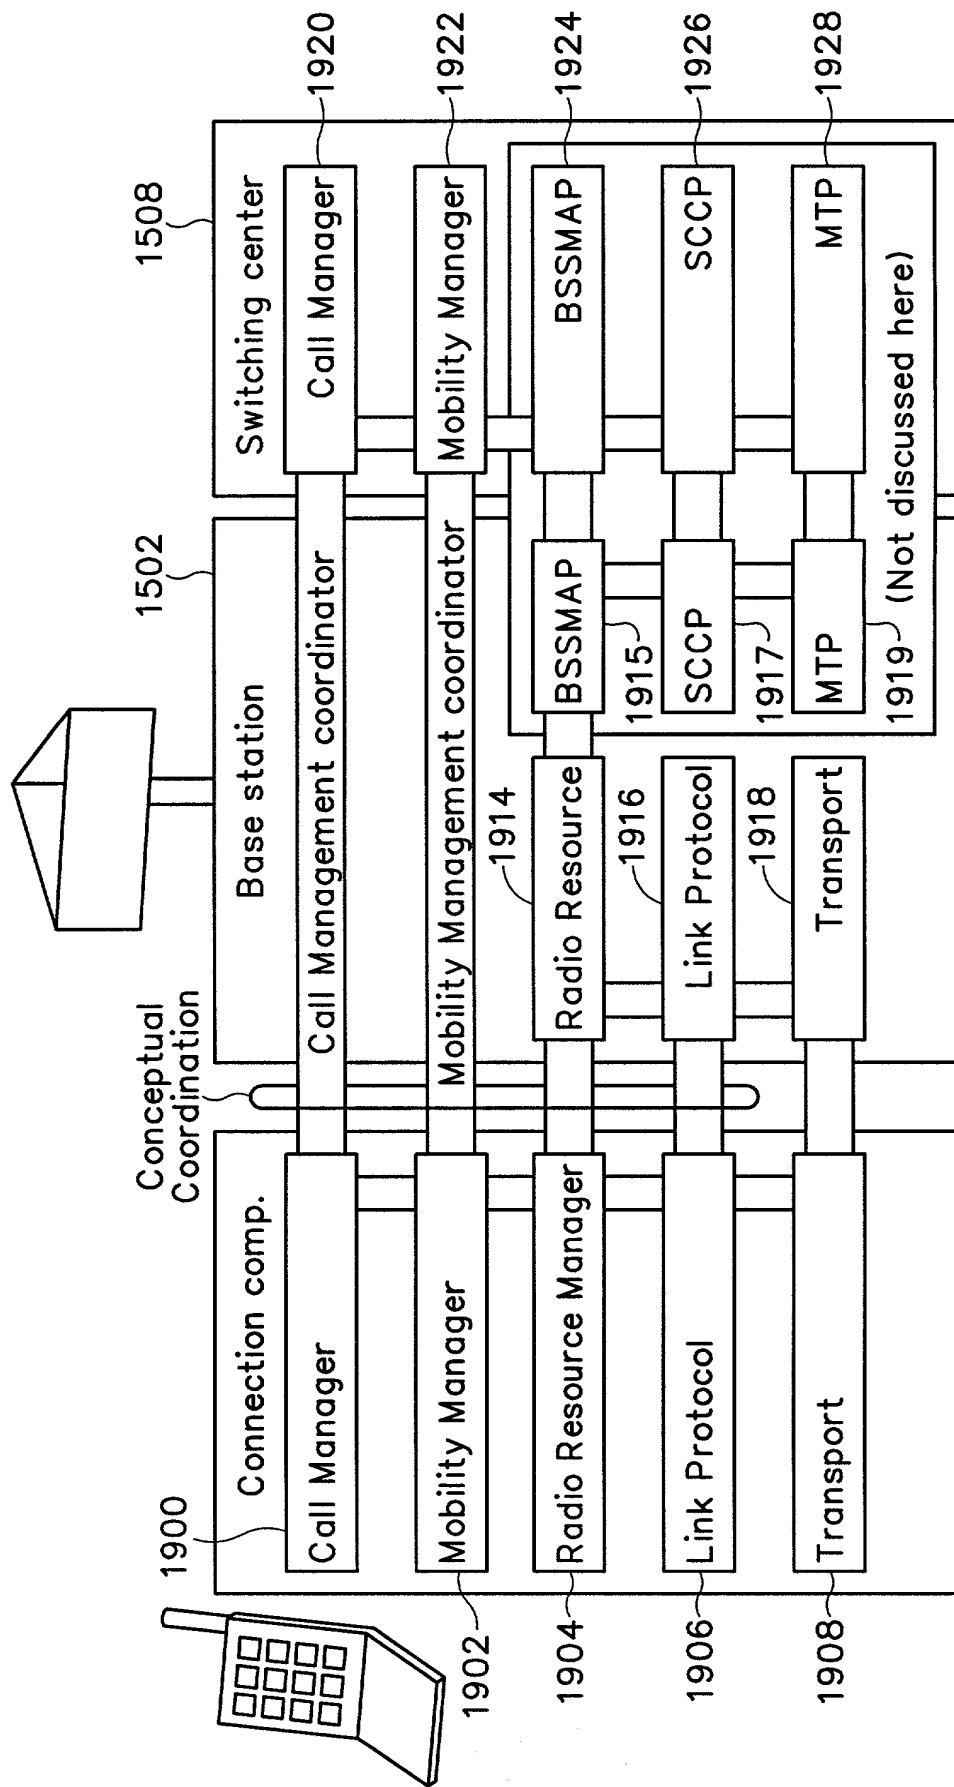 1508
1502
Conceptual
Coordination
1900
Connection comp.
Base station
Switching center
Call Manager
Call Management coordinator
Call Manager
1920
Mobility Manager
Mobility Management coordinator
Mobility Manager
1922
1902
1914
Radio Resource Manager
Radio Resource
BSSMAP
BSSMAP
1924
1904
1916
1915
Link Protocol
Link Protocol
SCCP
SCCP
1926
1906
1918
1917
Transport
Transport
MTP
MTP
1928
1908
1919
(Not discussed here)